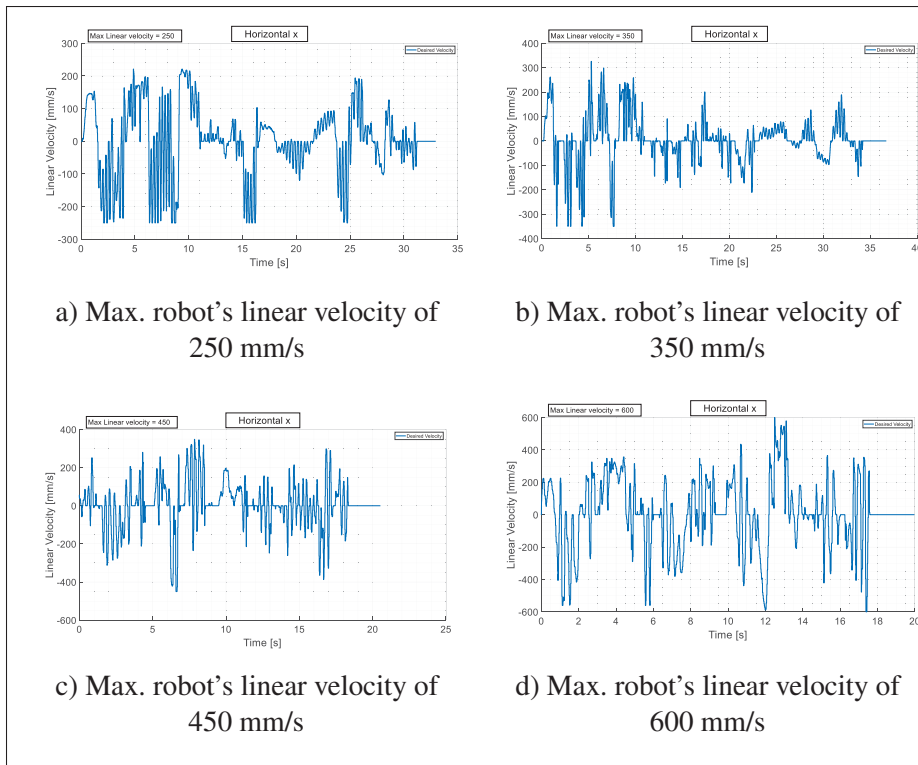 Max Linear velocity = 250
Horizontal x
Desired Velocity
300
200
100
0
-100
-200
-300
Linear Velocity [mm/s]
0 5 10 15 20 25 30 35
Time [s]
a) Max. robot's linear velocity of
250 mm/s
Max Linear velocity = 350
Horizontal x
Desired Velocity
400
300
200
100
0
-100
-200
-300
-400
Linear Velocity [mm/s]
0 5 10 15 20 25 30 35 40
Time [s]
b) Max. robot's linear velocity of
350 mm/s
Max Linear velocity = 450
Horizontal x
Desired Velocity
400
200
0
-200
-400
-600
Linear Velocity [mm/s]
0 5 10 15 20 25
Time [s]
c) Max. robot's linear velocity of
450 mm/s
Max Linear velocity = 600
Horizontal x
Desired Velocity
600
400
200
0
-200
-400
-600
Linear Velocity [mm/s]
0 2 4 6 8 10 12 14 16 18 20
Time [s]
d) Max. robot's linear velocity of
600 mm/s